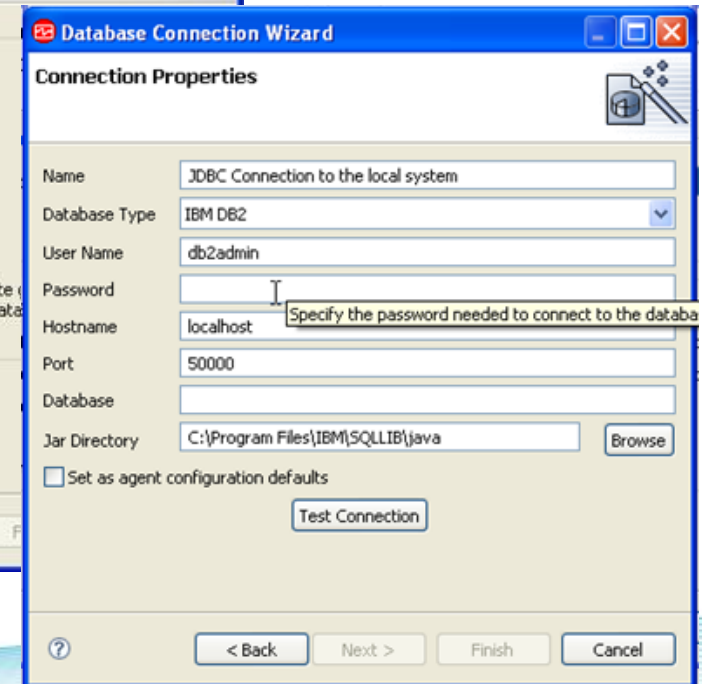 Database Connection Wizard
Connection Properties
Name JDBC Connection to the local system
Database Type IBM DB2
User Name db2admin
Password
Specify the password needed to connect to the databa
Hostname localhost
Port 50000
Database
Jar Directory C:\Program Files\IBM\SQLLIB\java Browse
Set as agent configuration defaults
Test Connection
? < Back Next > Finish Cancel